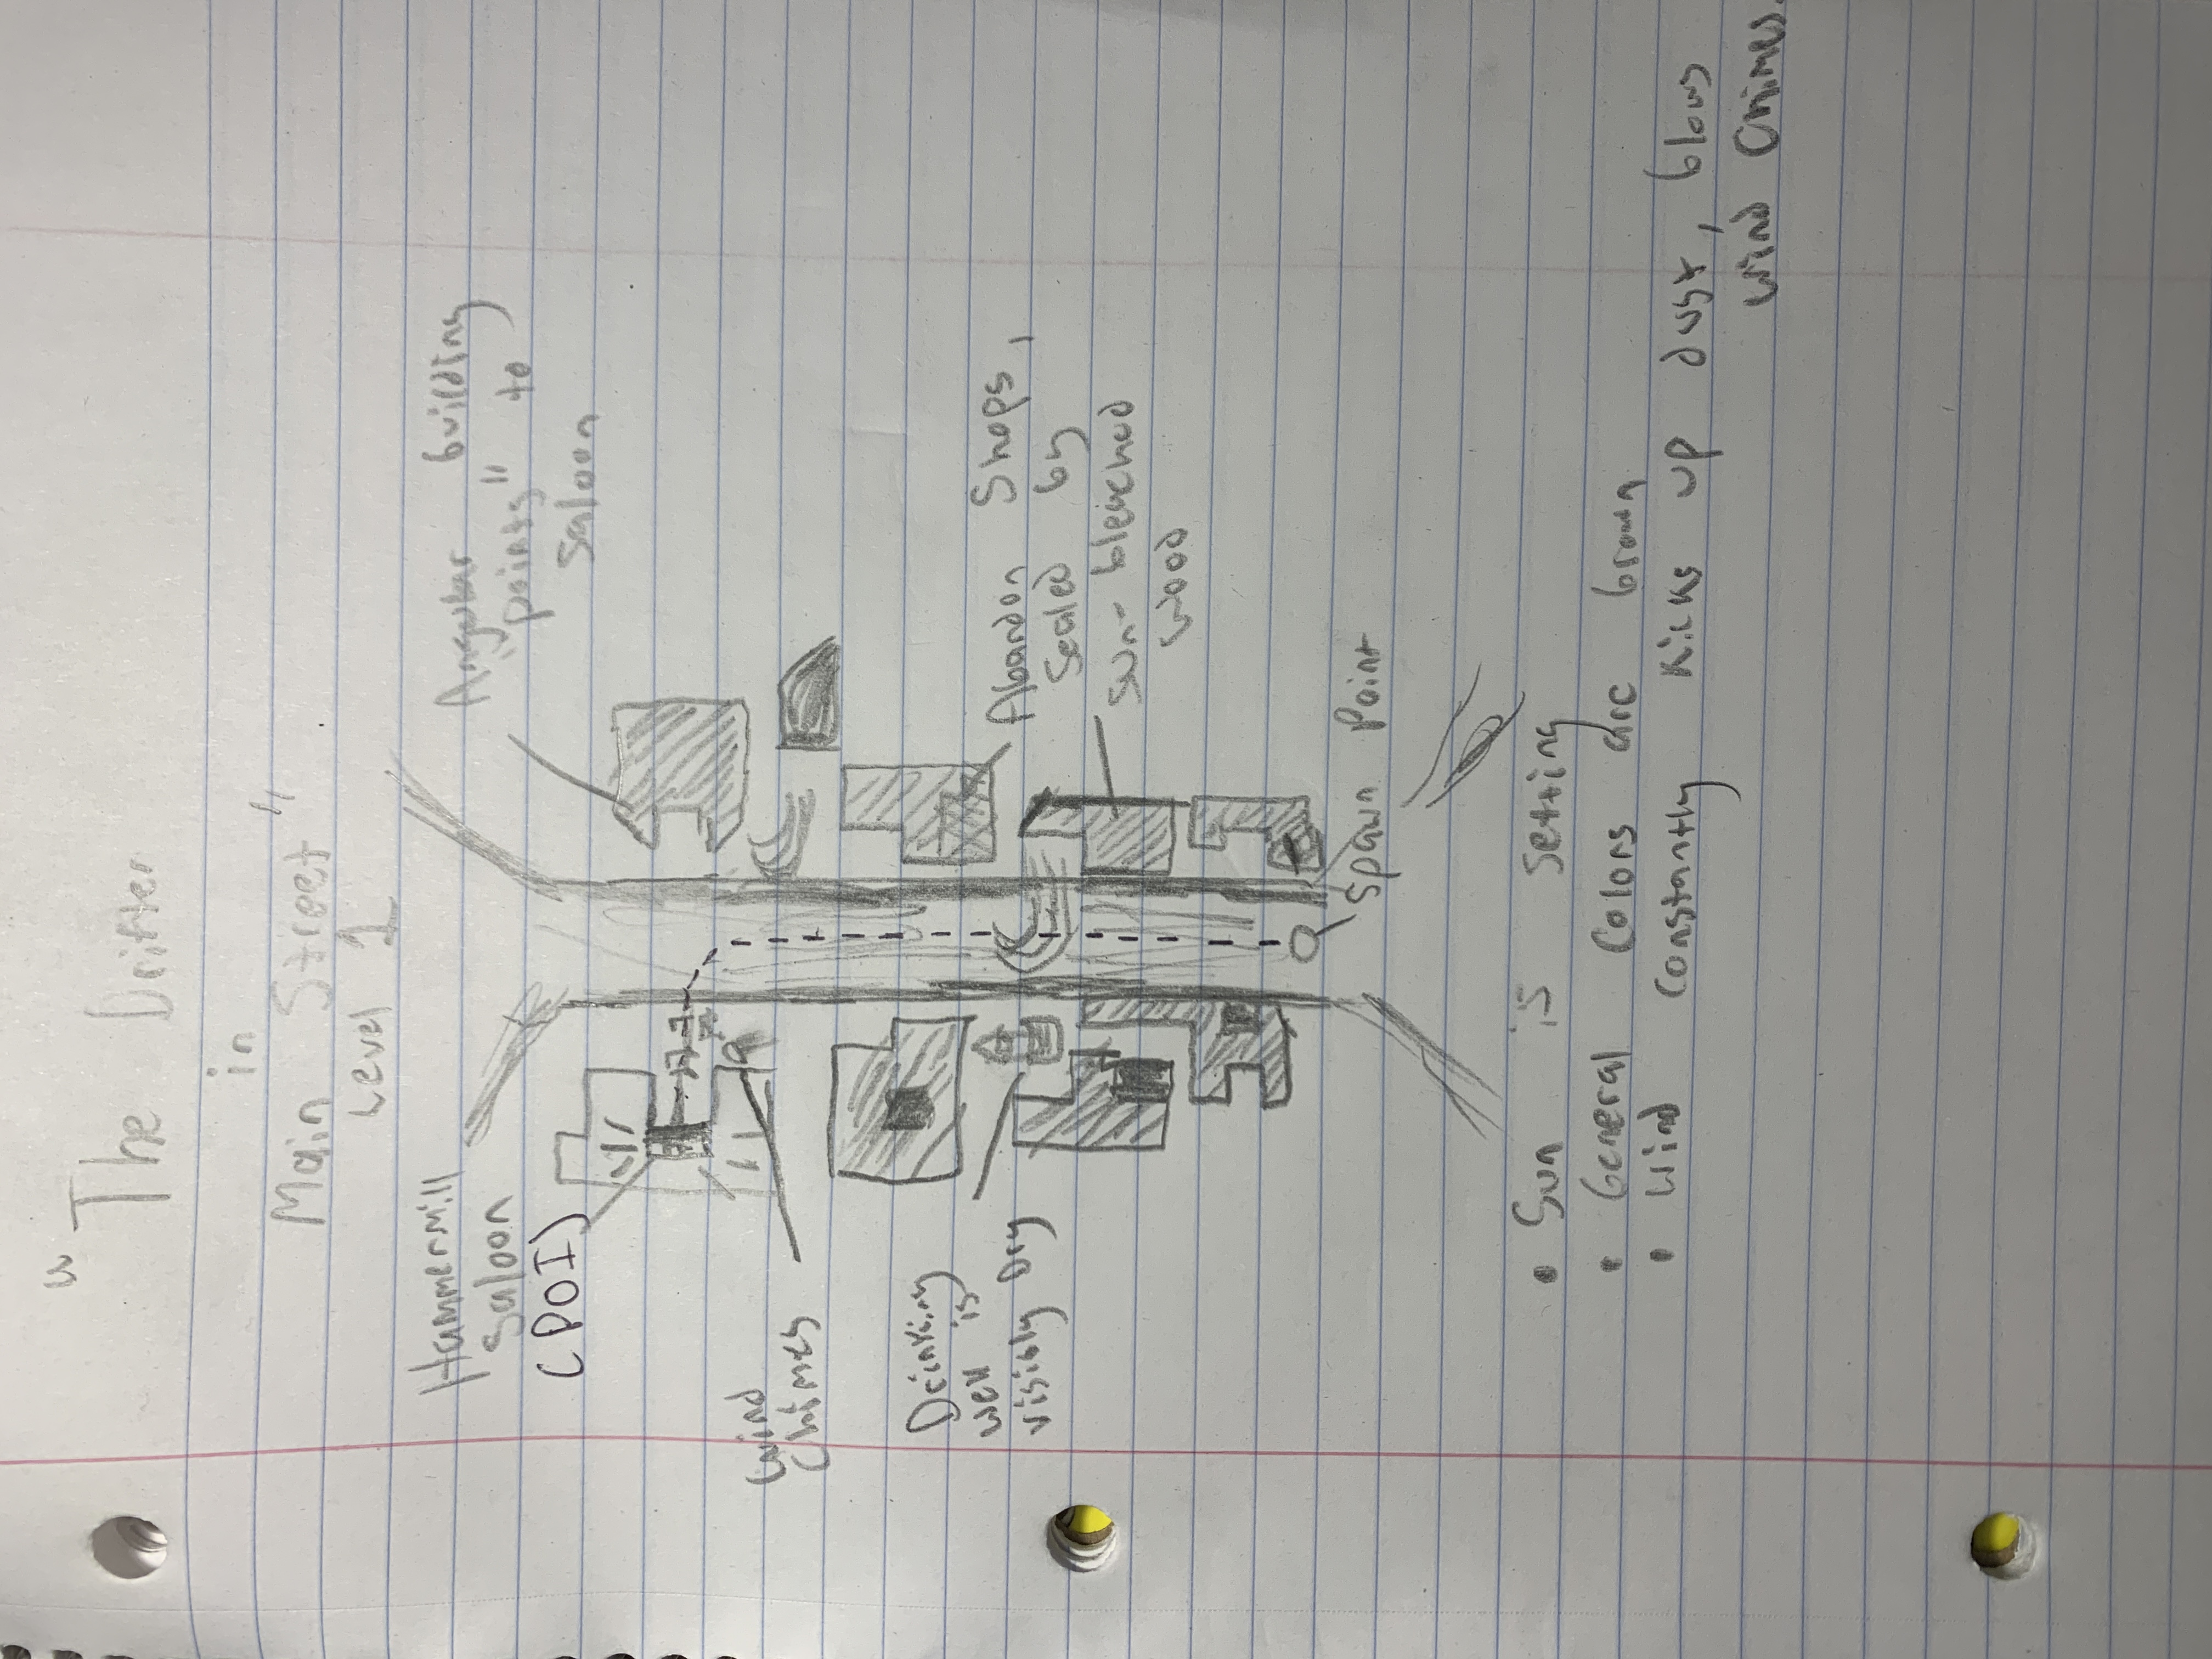 "The Drifter
in
Main Street"
Level 1
Hammermill
Saloon
(POI)
Angular building
"points" to
Saloon
Wind
Chimes
Drinking
well is
visibly Dry
Abandon Shops,
Sealed by
Sun-bleached
Wood
Spawn Point
• Sun is Setting
• General Colors are brown
• Wind constantly kicks up dust, blows
Wind Chimes.